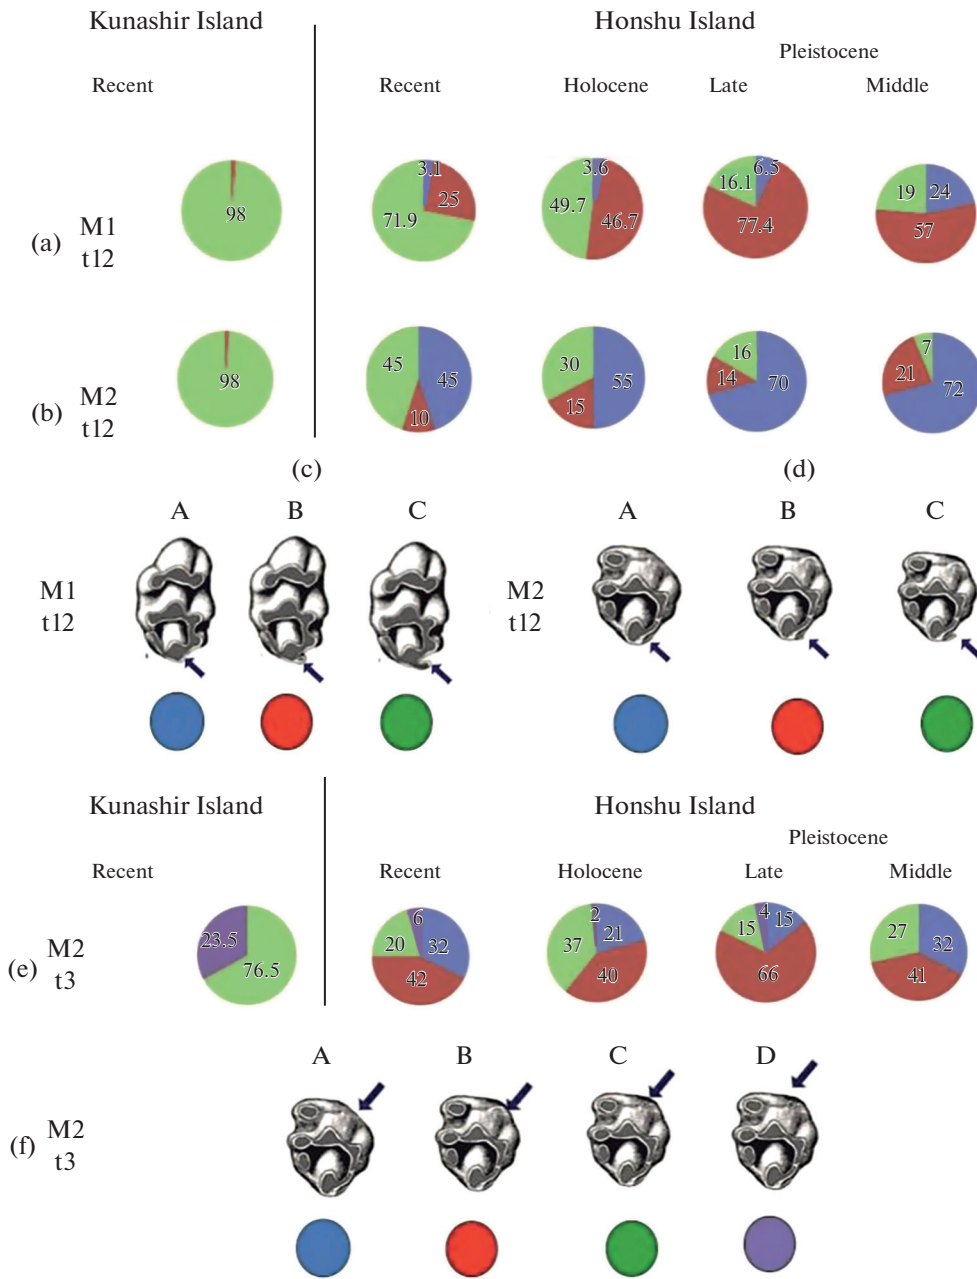 Kunashir Island Honshu Island
Pleistocene
Recent Recent Holocene Late Middle
(a) M1 t12
98
3.1 25 71.9
3.6 46.7 49.7
6.5 77.4 16.1
24 57 19
(b) M2 t12
98
45 10 45
55 15 30
70 14 16
72 21 7
(c) (d)
A B C A B C
M1 M2
t12 t12
Kunashir Island Honshu Island
Pleistocene
Recent Recent Holocene Late Middle
(e) M2 t3
23.5 76.5
6 32 42 20
2 21 40 37
4 15 66 15
32 41 27
A B C D
(f) M2
t3